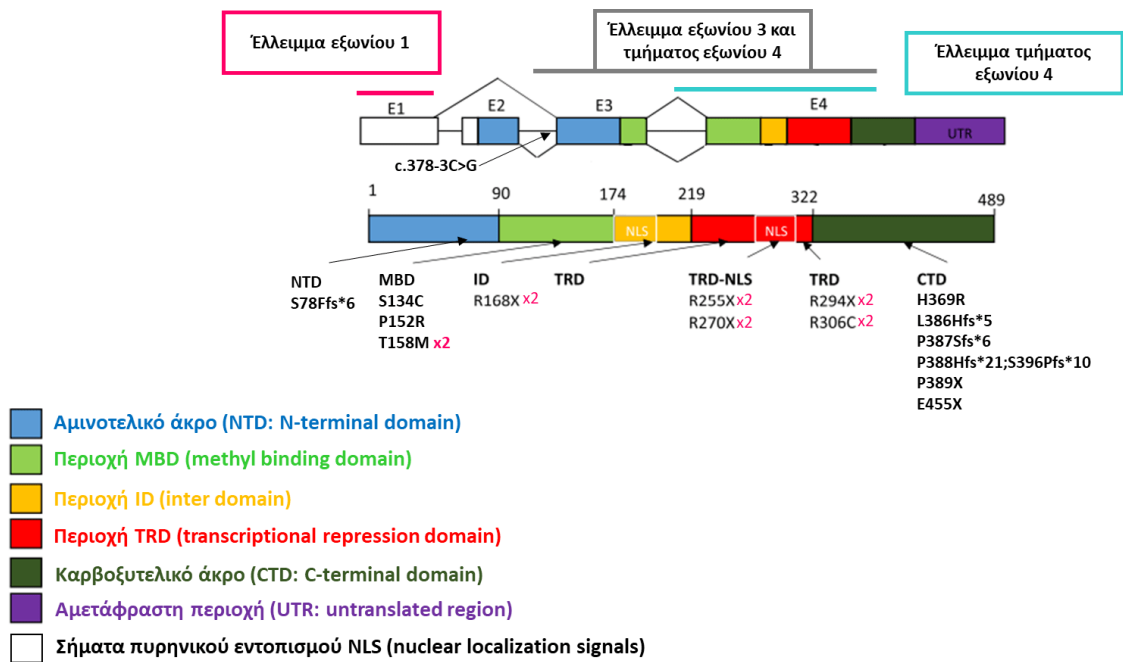 Έλλειμμα εξωνίου 1
Έλλειμμα εξωνίου 3 και
τμήματος εξωνίου 4
Έλλειμμα τμήματος
εξωνίου 4
E1
E2
E3
E4
UTR
c.378-3C>G
1
90
174
219
322
489
NLS
NLS
NTD
S78Ffs*6
MBD
S134C
P152R
T158M x2
ID
R168X x2
TRD
TRD-NLS
R255X x2
R270X x2
TRD
R294X x2
R306C x2
CTD
H369R
L386Hfs*5
P387Sfs*6
P388Hfs*21;S396Pfs*10
P389X
E455X
Αμινοτελικό άκρο (NTD: N-terminal domain)
Περιοχή MBD (methyl binding domain)
Περιοχή ID (inter domain)
Περιοχή TRD (transcriptional repression domain)
Καρβοξυτελικό άκρο (CTD: C-terminal domain)
Αμετάφραστη περιοχή (UTR: untranslated region)
Σήματα πυρηνικού εντοπισμού NLS (nuclear localization signals)